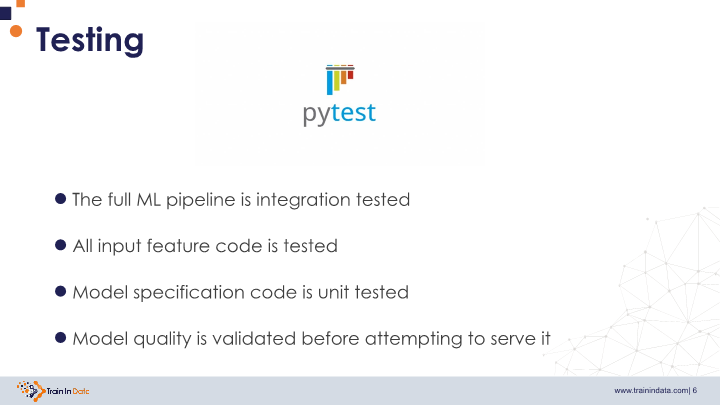 Testing
pytest
The full ML pipeline is integration tested
All input feature code is tested
Model specification code is unit tested
Model quality is validated before attempting to serve it
Train In Data
www.trainindata.com| 6